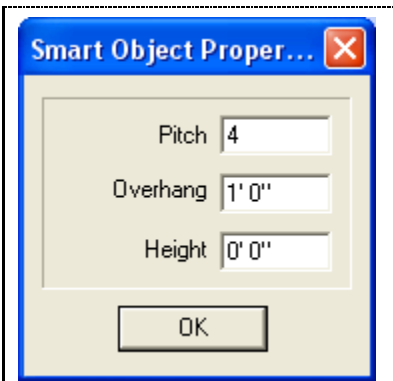 Smart Object Proper...
Pitch 4
Overhang 1' 0"
Height 0' 0"
OK